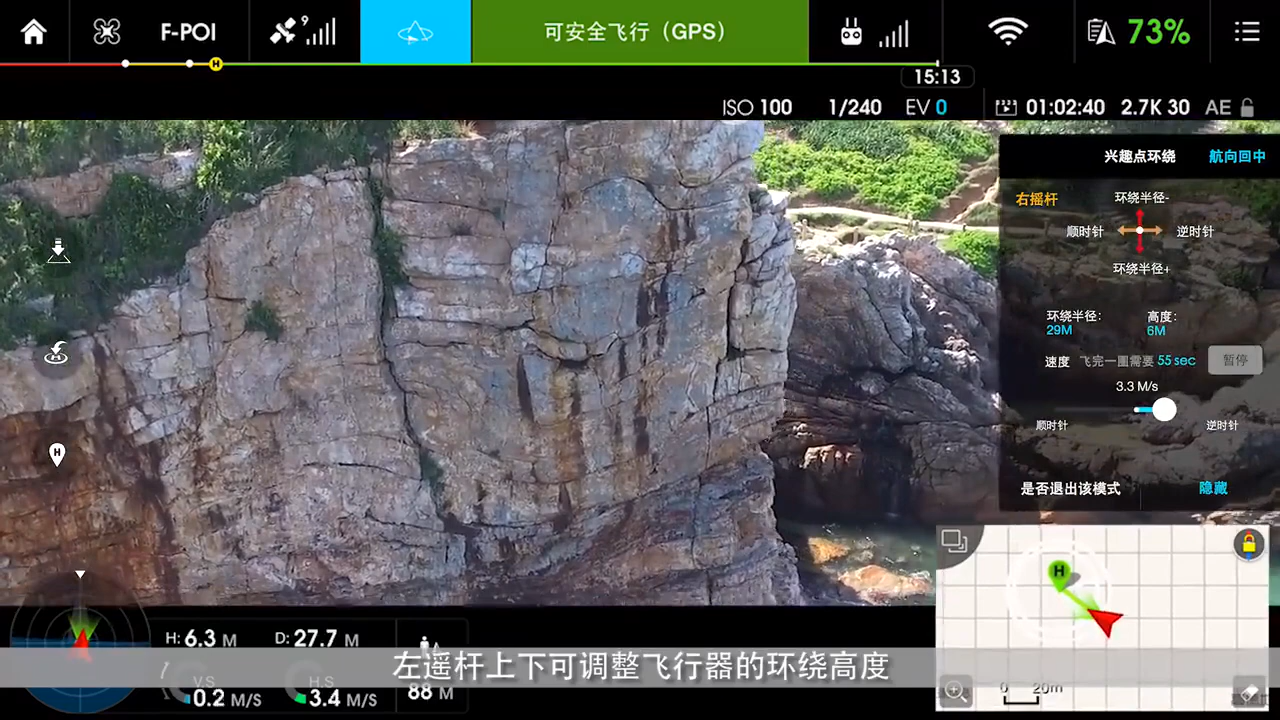 F-POI
9
可安全飞行（GPS）
73%
H
15:13
ISO 100
1/240
EV 0
01:02:40
2.7K 30
AE
兴趣点环绕
航向回中
右摇杆
环绕半径-
顺时针
逆时针
环绕半径+
环绕半径:
29M
高度:
6M
速度
飞完一圈需要 55 sec
暂停
3.3 M/s
顺时针
逆时针
是否退出该模式
隐藏
H
H
H
H: 6.3 M
D: 27.7 M
左遥杆上下可调整飞行器的环绕高度
V.S
0.2 M/S
H.S
3.4 M/S
88 M
0
20m